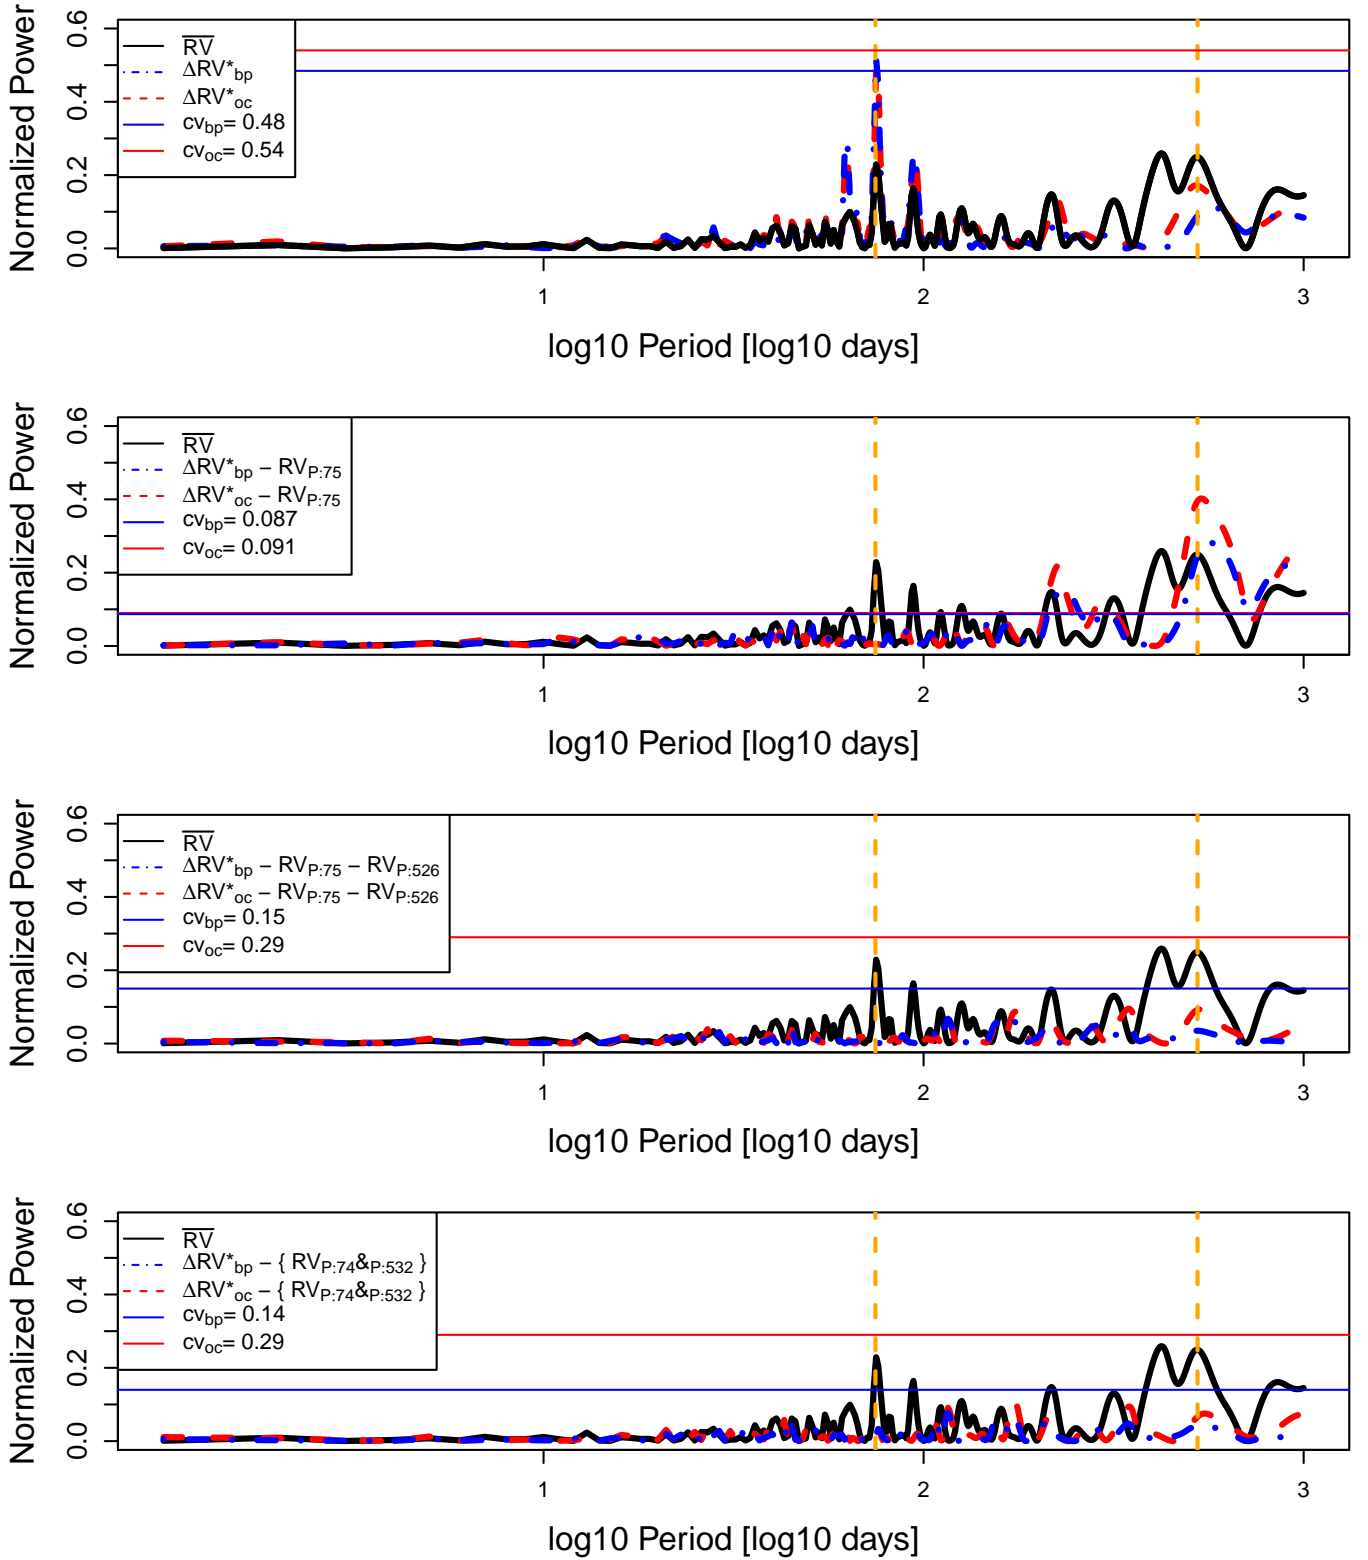 Normalized Power
0.0 0.2 0.4 0.6
RV
ΔRV*bp
ΔRV*oc
cvbp= 0.48
cvoc= 0.54
1 2 3
log10 Period [log10 days]
Normalized Power
0.0 0.2 0.4 0.6
RV
ΔRV*bp − RVP:75
ΔRV*oc − RVP:75
cvbp= 0.087
cvoc= 0.091
1 2 3
log10 Period [log10 days]
Normalized Power
0.0 0.2 0.4 0.6
RV
ΔRV*bp − RVP:75 − RVP:526
ΔRV*oc − RVP:75 − RVP:526
cvbp= 0.15
cvoc= 0.29
1 2 3
log10 Period [log10 days]
Normalized Power
0.0 0.2 0.4 0.6
RV
ΔRV*bp − { RVP:74&P:532 }
ΔRV*oc − { RVP:74&P:532 }
cvbp= 0.14
cvoc= 0.29
1 2 3
log10 Period [log10 days]